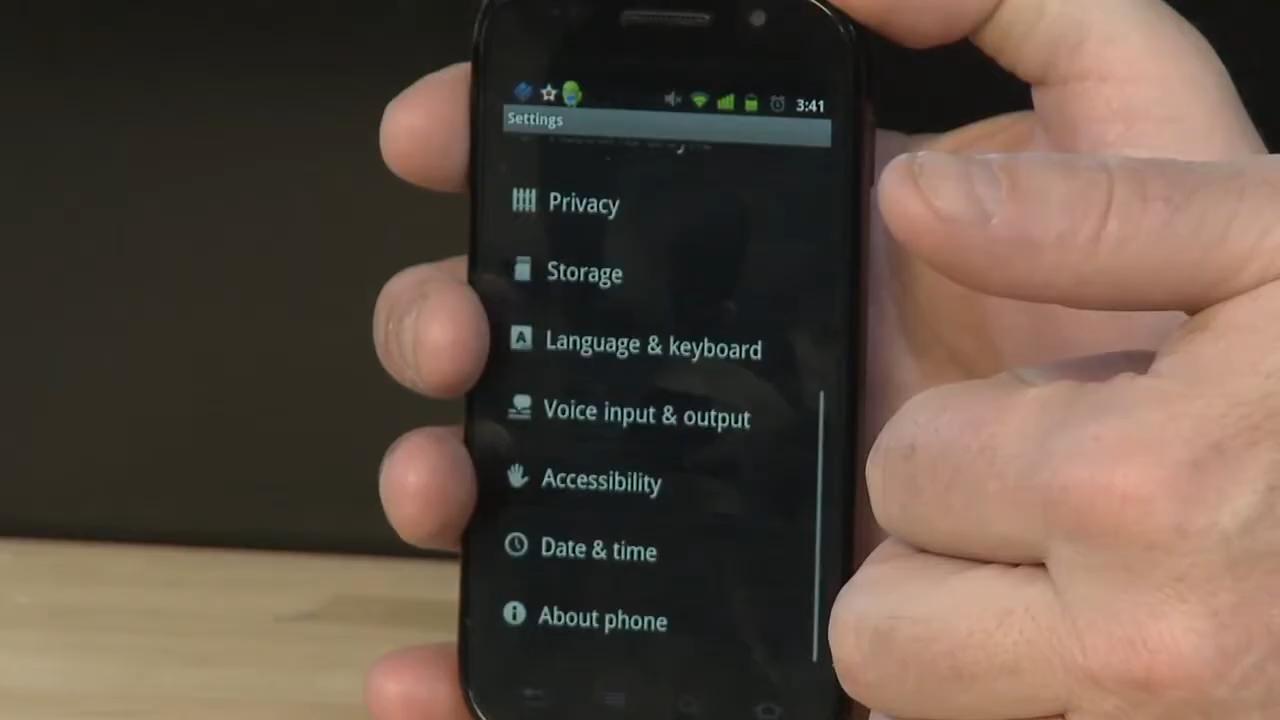 3:41
Settings
Privacy
Storage
Language & keyboard
Voice input & output
Accessibility
Date & time
About phone